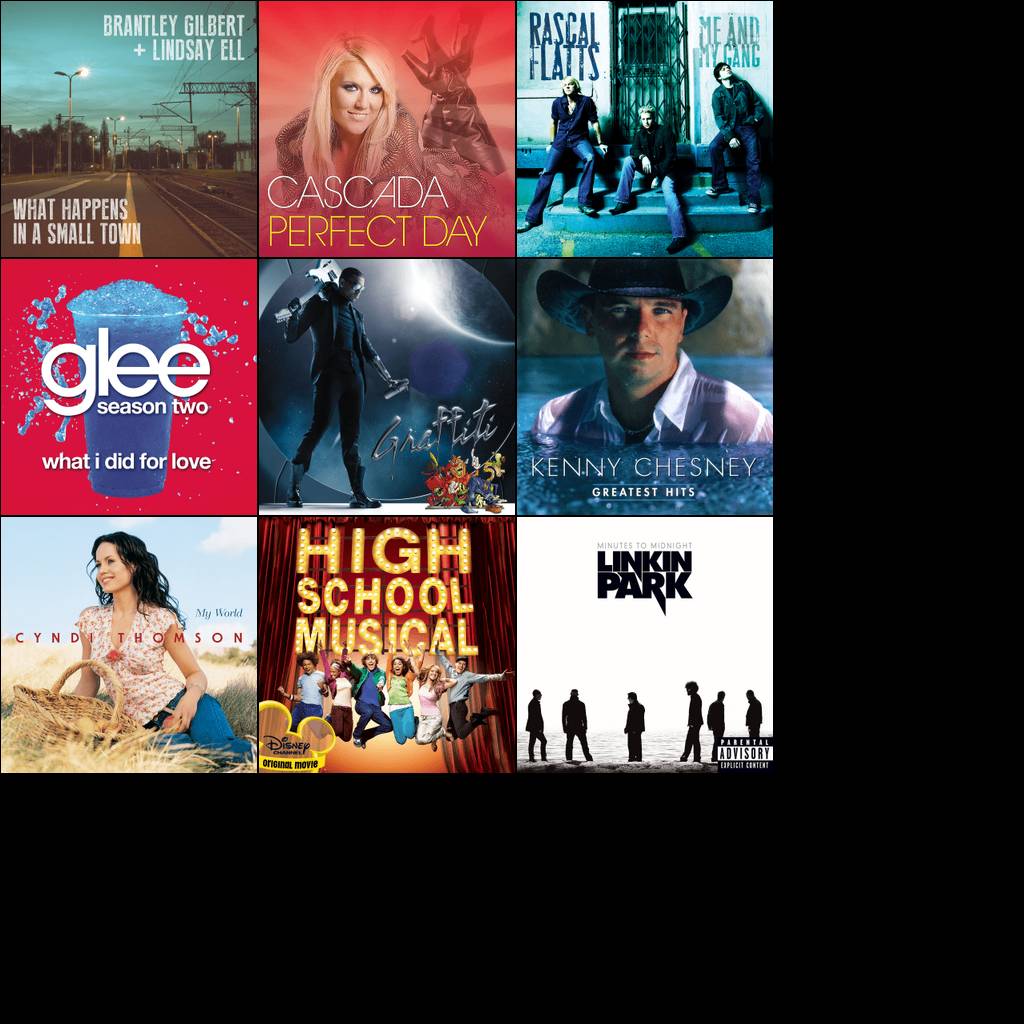 BRANTLEY GILBERT
+ LINDSAY ELL
WHAT HAPPENS
IN A SMALL TOWN
CASCADA
PERFECT DAY
RASCAL
FLATTS
ME AND
MY GANG
glee
season two
what i did for love
Graffiti
KENNY CHESNEY
GREATEST HITS
My World
CYNDI THOMSON
HIGH
SCHOOL
MUSICAL
DISNEY
CHANNEL
ORIGINAL MOVIE
MINUTES TO MIDNIGHT
LINKIN
PARK
PARENTAL
ADVISORY
EXPLICIT CONTENT